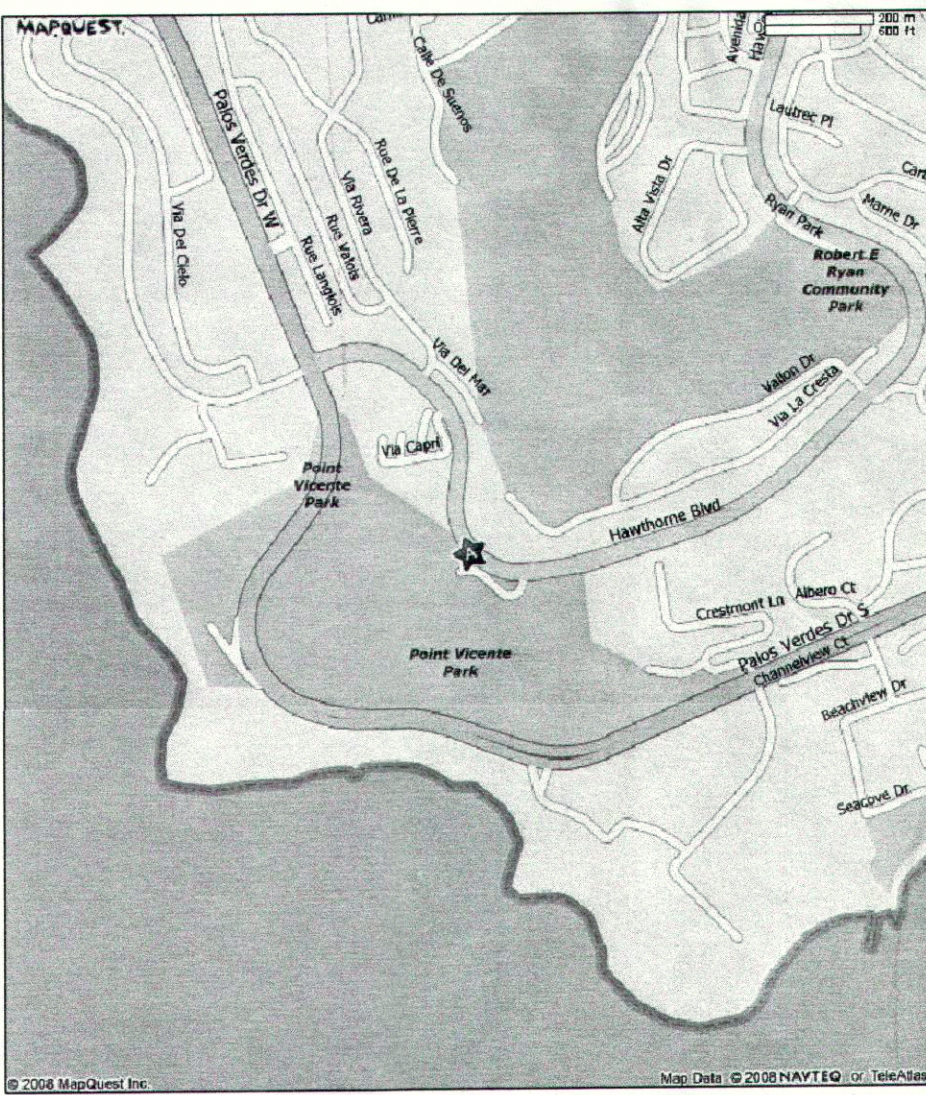 MAPQUEST.
200 m
600 ft
0
Calle De Suenos
Avenida
Haw
Lautrec Pl
Palos Verdes Dr W
Rue De La Pierre
Via Rivera
Alta Vista Dr
Via Del Cielo
Rue Valois
Rue Langlois
Ryan Park
Morne Dr
Robert E
Ryan
Community
Park
Via Del Mar
Vallon Dr
Via La Cresta
Via Capri
Point
Vicente
Park
Hawthorne Blvd
A
Crestmont Ln
Albero Ct
Palos Verdes Dr S
Point Vicente
Park
Channelview Ct
Beachview Dr
Seacove Dr
© 2008 MapQuest Inc.
Map Data © 2008 NAVTEQ or TeleAtlas